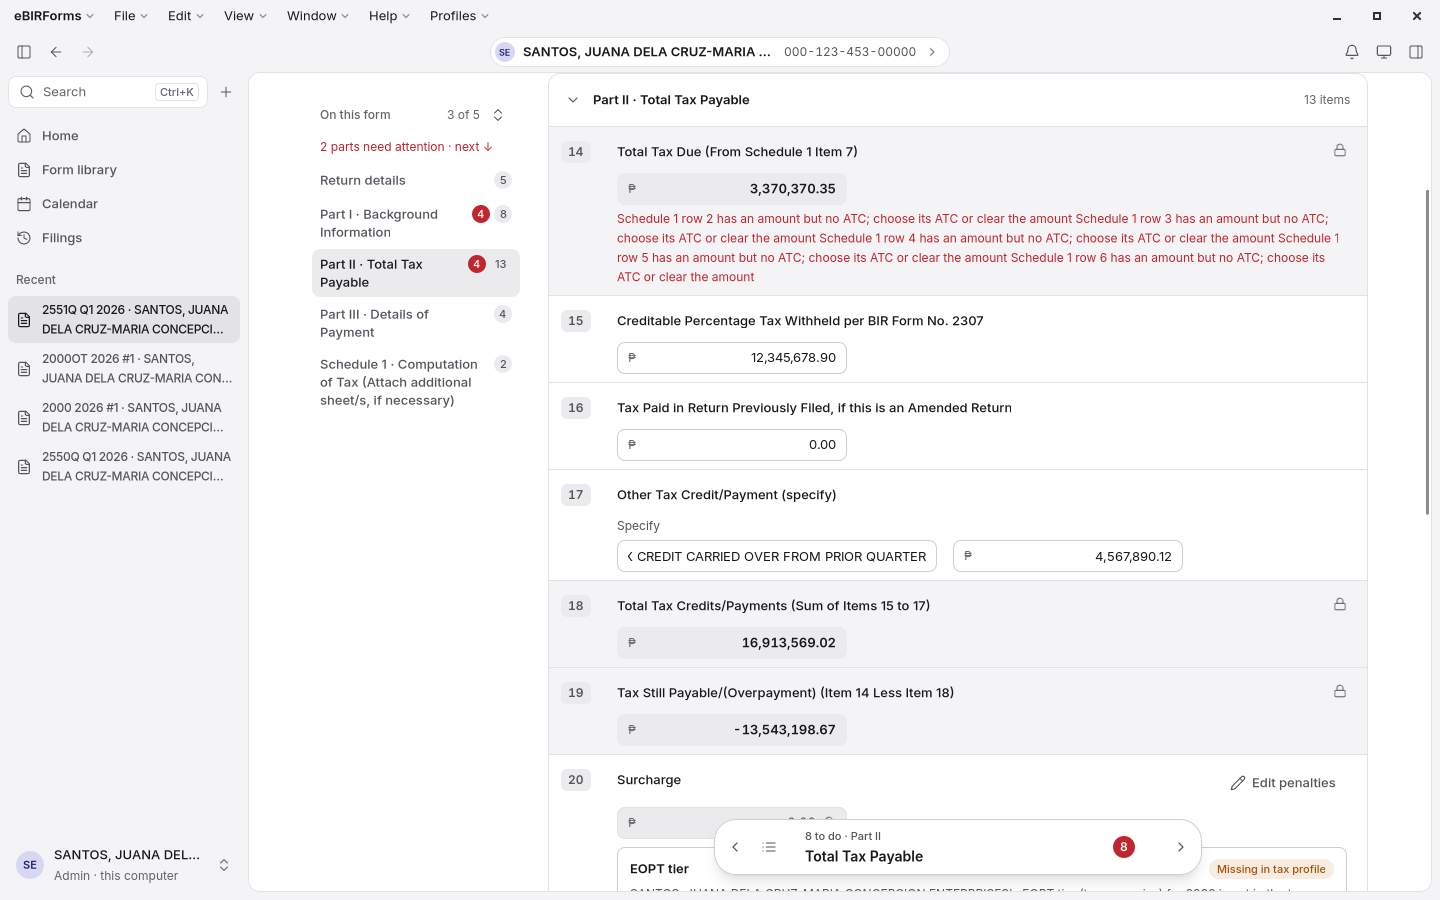 eBIRForms File Edit View Window Help Profiles
SE SANTOS, JUANA DELA CRUZ-MARIA ... 000-123-453-00000
Search Ctrl+K
Home
Form library
Calendar
Filings
Recent
2551Q Q1 2026 · SANTOS, JUANA
DELA CRUZ-MARIA CONCEPCI...
2000OT 2026 #1 · SANTOS,
JUANA DELA CRUZ-MARIA CON...
2000 2026 #1 · SANTOS, JUANA
DELA CRUZ-MARIA CONCEPCI...
2550Q Q1 2026 · SANTOS, JUANA
DELA CRUZ-MARIA CONCEPCI...
SE SANTOS, JUANA DEL...
Admin · this computer
On this form 3 of 5
2 parts need attention · next ↓
Return details 5
Part I · Background 4 8
Information
Part II · Total Tax 4 13
Payable
Part III · Details of 4
Payment
Schedule 1 · Computation 2
of Tax (Attach additional
sheet/s, if necessary)
Part II · Total Tax Payable 13 items
14 Total Tax Due (From Schedule 1 Item 7)
₱ 3,370,370.35
Schedule 1 row 2 has an amount but no ATC; choose its ATC or clear the amount Schedule 1 row 3 has an amount but no ATC;
choose its ATC or clear the amount Schedule 1 row 4 has an amount but no ATC; choose its ATC or clear the amount Schedule 1
row 5 has an amount but no ATC; choose its ATC or clear the amount Schedule 1 row 6 has an amount but no ATC; choose its
ATC or clear the amount
15 Creditable Percentage Tax Withheld per BIR Form No. 2307
₱ 12,345,678.90
16 Tax Paid in Return Previously Filed, if this is an Amended Return
₱ 0.00
17 Other Tax Credit/Payment (specify)
Specify
CREDIT CARRIED OVER FROM PRIOR QUARTER ₱ 4,567,890.12
18 Total Tax Credits/Payments (Sum of Items 15 to 17)
₱ 16,913,569.02
19 Tax Still Payable/(Overpayment) (Item 14 Less Item 18)
₱ -13,543,198.67
20 Surcharge Edit penalties
₱
8 to do · Part II
Total Tax Payable 8
EOPT tier Missing in tax profile